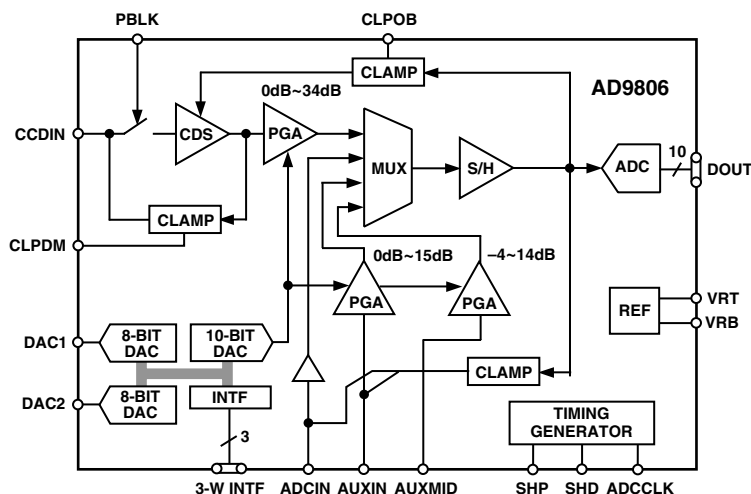 PBLK
CLPOB
CLAMP
0dB~34dB
AD9806
CCDIN
CDS
PGA
MUX
S/H
ADC
10
DOUT
CLAMP
CLPDM
0dB~15dB
–4~14dB
PGA
PGA
REF
VRT
VRB
DAC1
8-BIT
DAC
10-BIT
DAC
CLAMP
DAC2
8-BIT
DAC
INTF
3
TIMING
GENERATOR
3-W INTF
ADCIN
AUXIN
AUXMID
SHP
SHD
ADCCLK